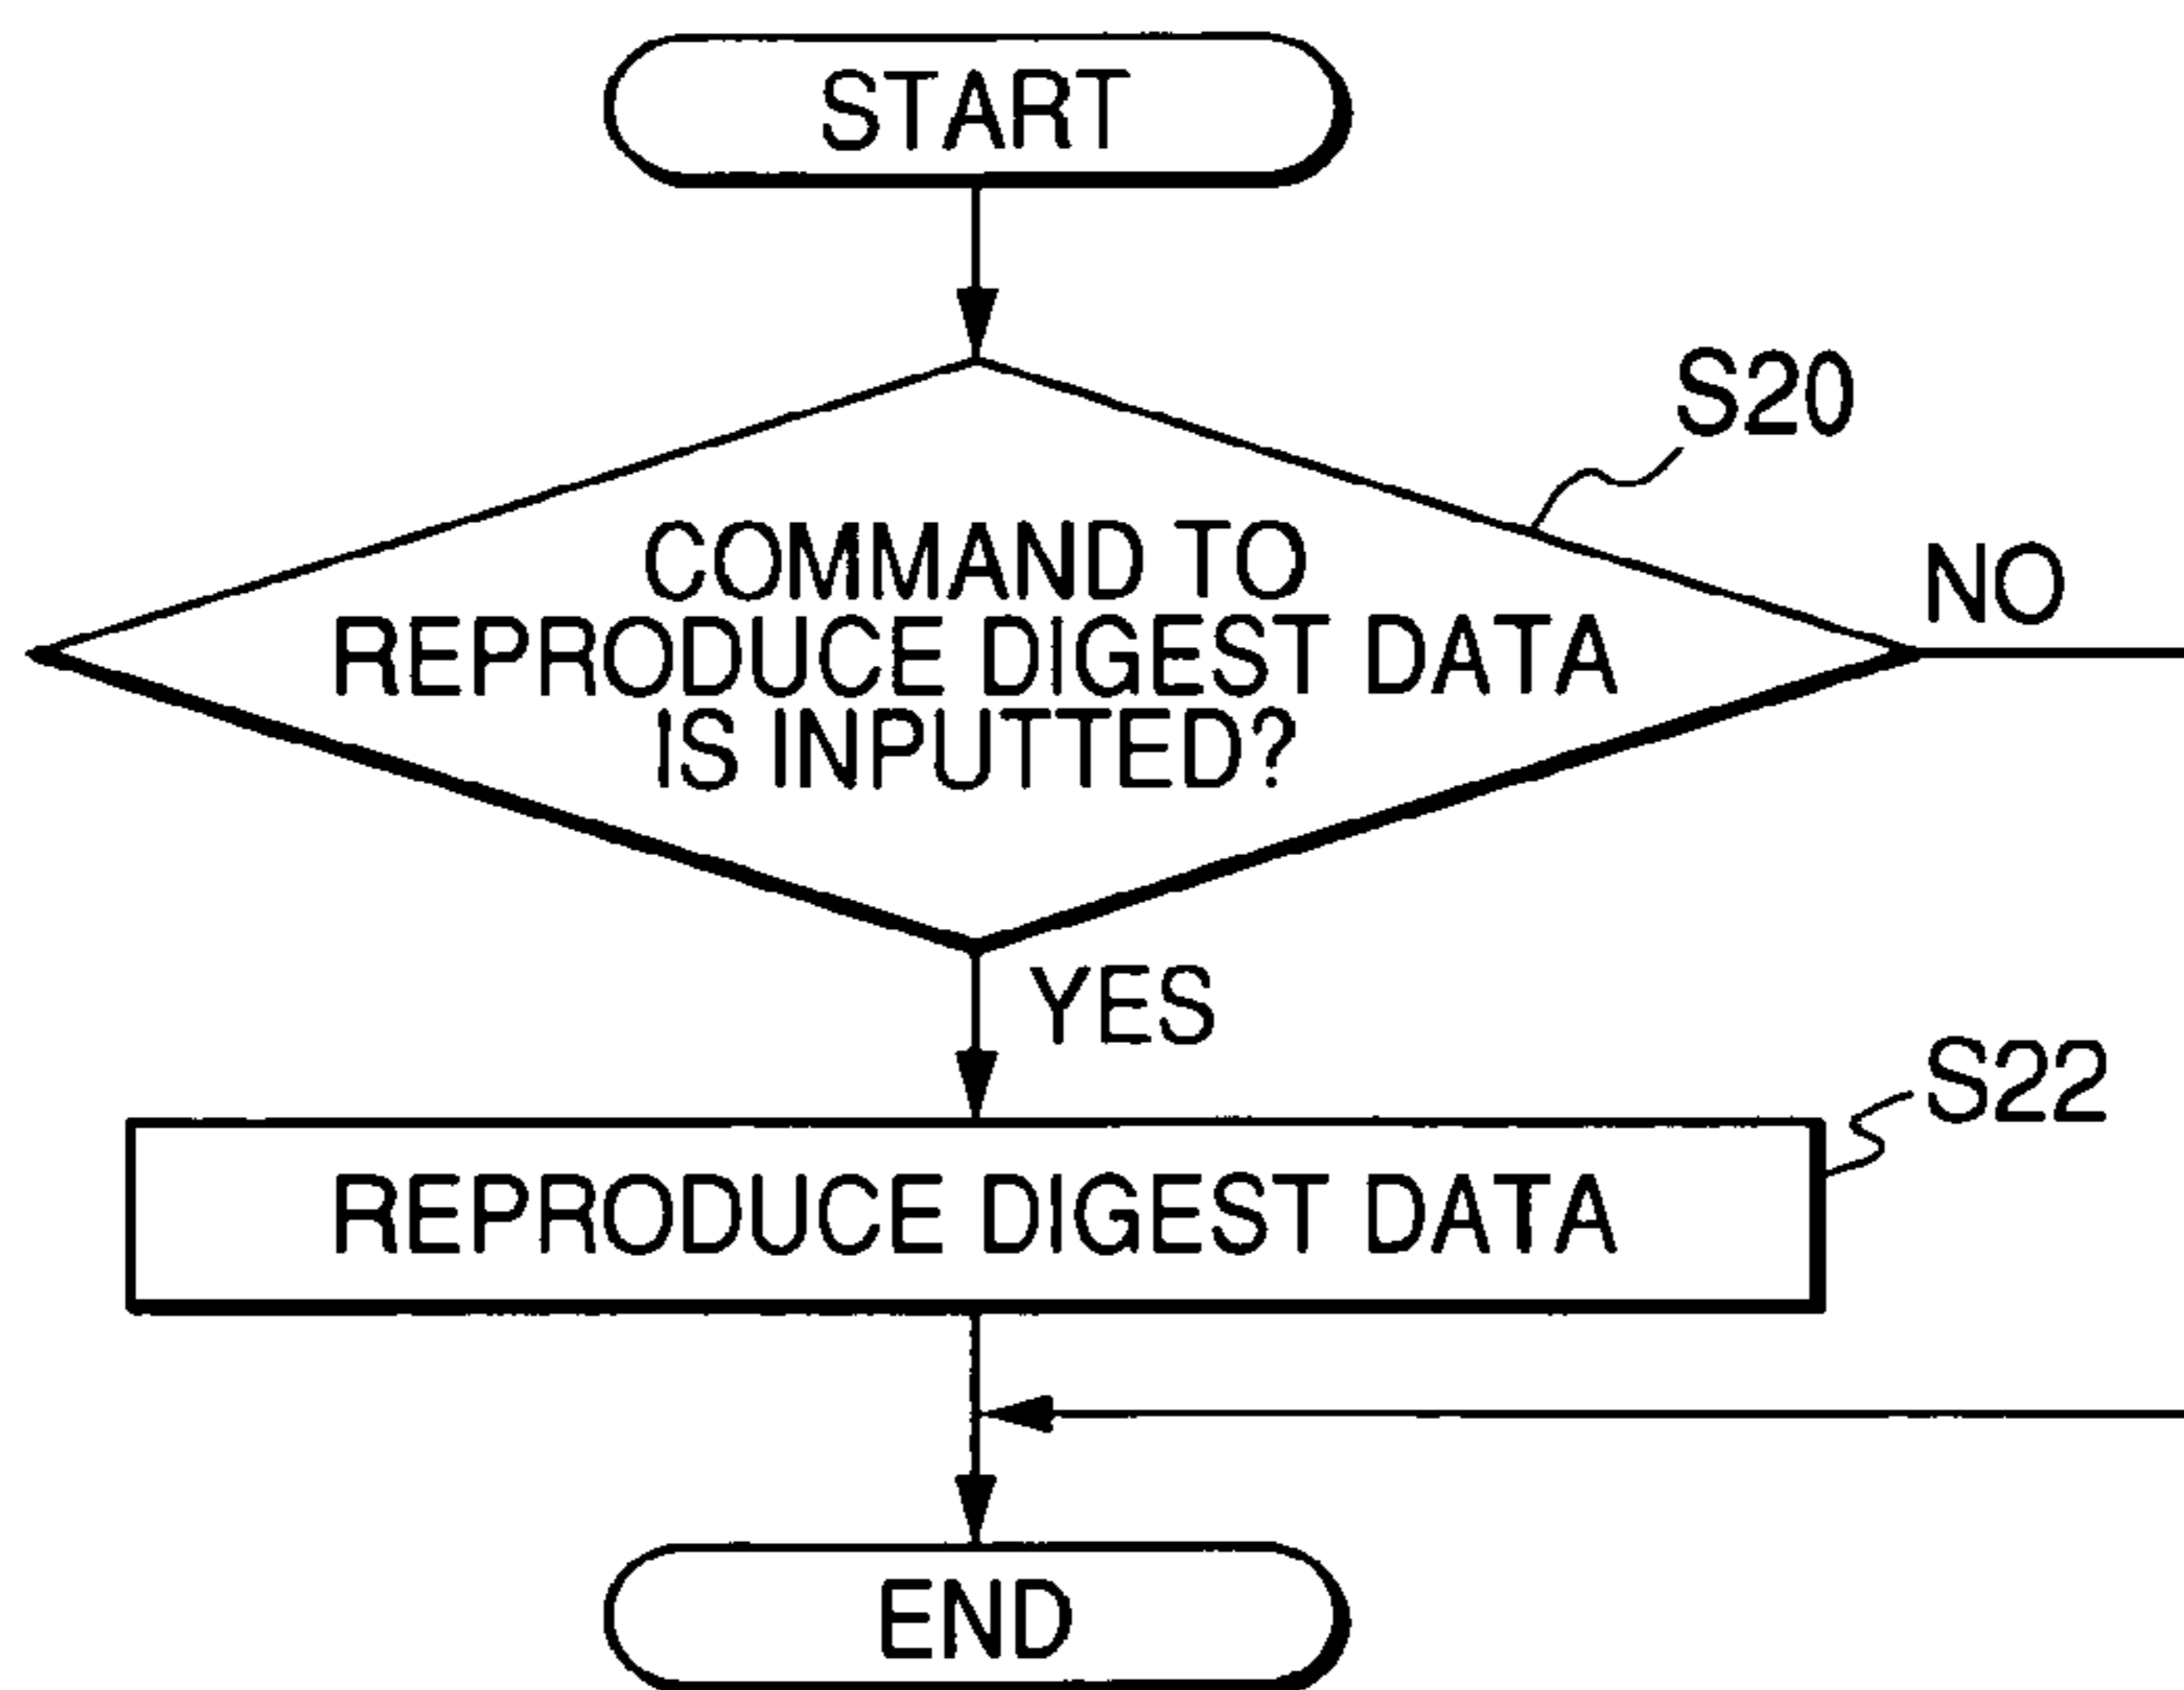 START
S20
COMMAND TO
REPRODUCE DIGEST DATA
IS INPUTTED?
NO
YES
S22
REPRODUCE DIGEST DATA
END